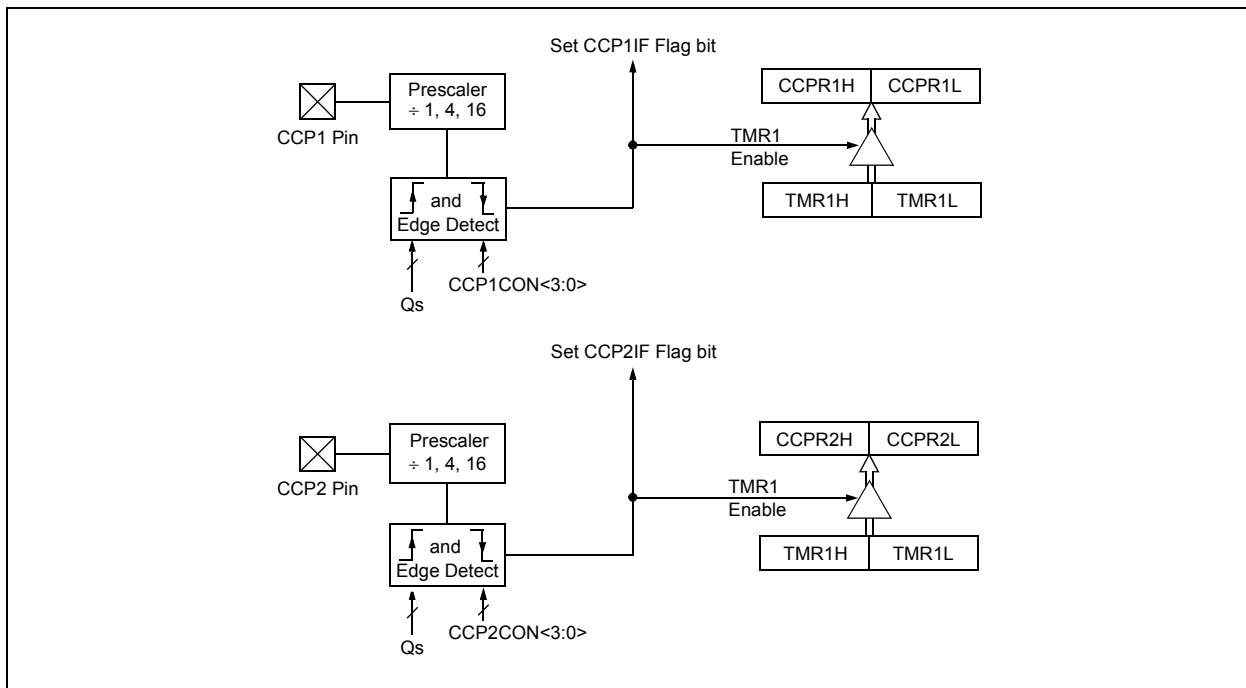 Set CCP1IF Flag bit
Prescaler
÷ 1, 4, 16
CCP1 Pin
CCPR1H CCPR1L
TMR1
Enable
and
Edge Detect
TMR1H TMR1L
CCP1CON<3:0>
Qs
Set CCP2IF Flag bit
Prescaler
÷ 1, 4, 16
CCP2 Pin
CCPR2H CCPR2L
TMR1
Enable
and
Edge Detect
TMR1H TMR1L
CCP2CON<3:0>
Qs